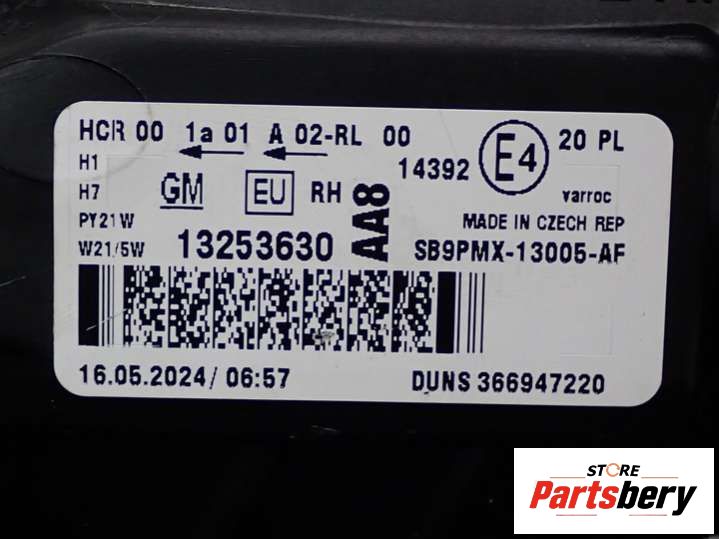 HCR 00 1a 01 A 02-RL 00 E4 20 PL
H1 14392
H7 GM EU RH AA8 varroc
PY21W MADE IN CZECH REP
W21/5W 13253630 SB9PMX-13005-AF
16.05.2024/ 06:57 DUNS 366947220
STORE
Partsbery